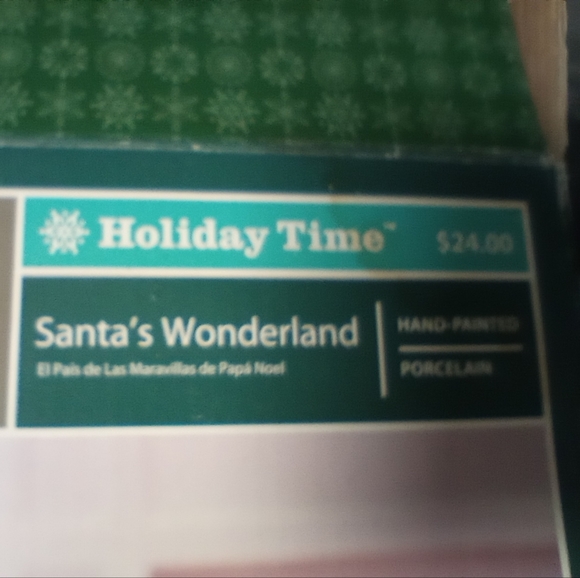 Holiday Time™ $24.00
Santa's Wonderland
El País de Las Maravillas de Papá Noel
HAND-PAINTED
PORCELAIN